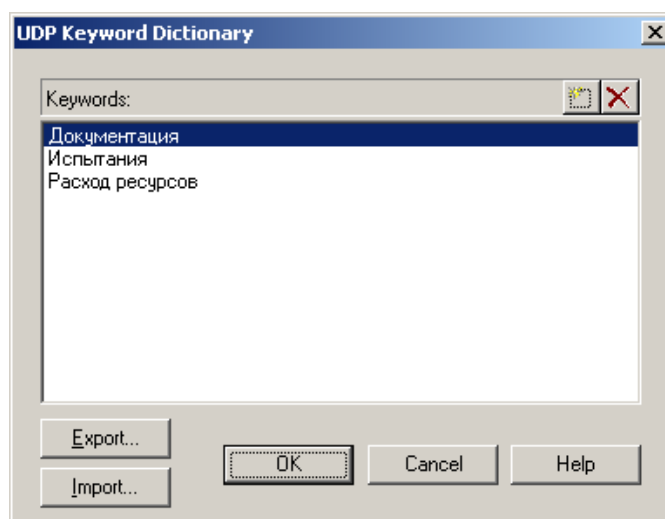 UDP Keyword Dictionary
Keywords:
Документация
Испытания
Расход ресурсов
Export...
OK
Cancel
Help
Import...